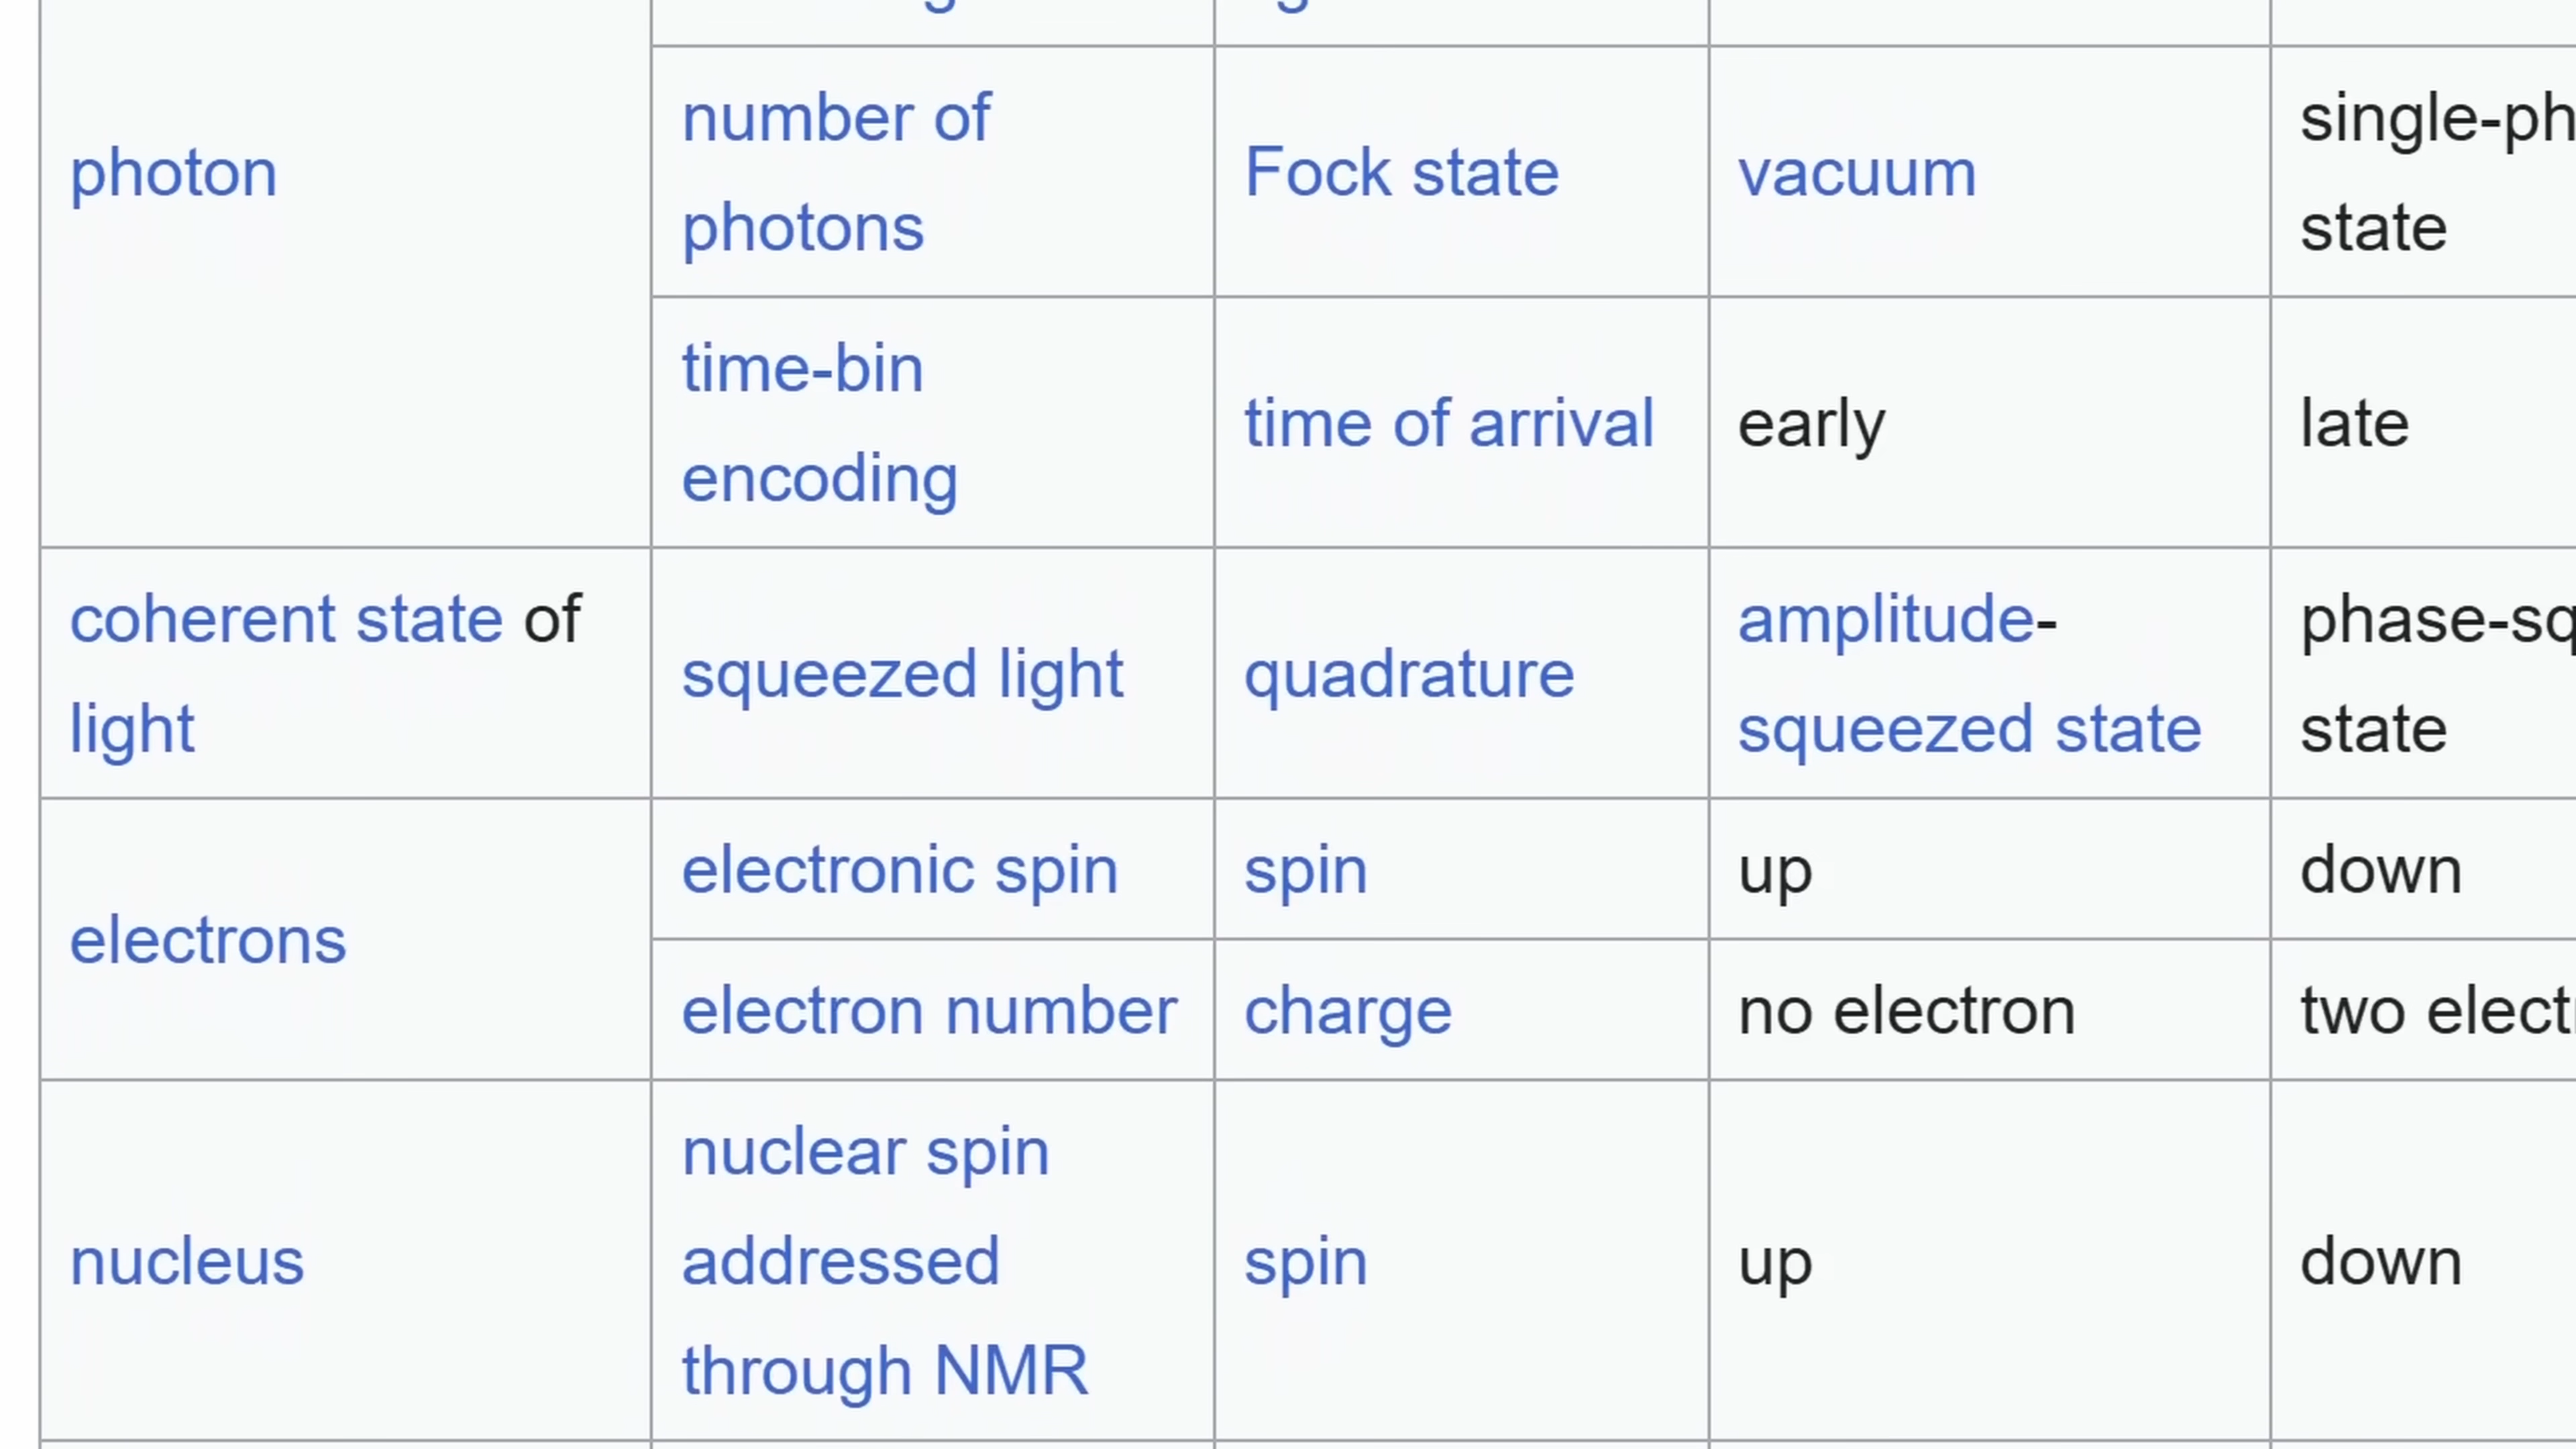 number of
photons
photon
Fock state
vacuum
single-ph
state
time-bin
encoding
time of arrival
early
late
coherent state of
light
squeezed light
quadrature
amplitude-
squeezed state
phase-sq
state
electrons
electronic spin
spin
up
down
electron number
charge
no electron
two elect
nucleus
nuclear spin
addressed
through NMR
spin
up
down